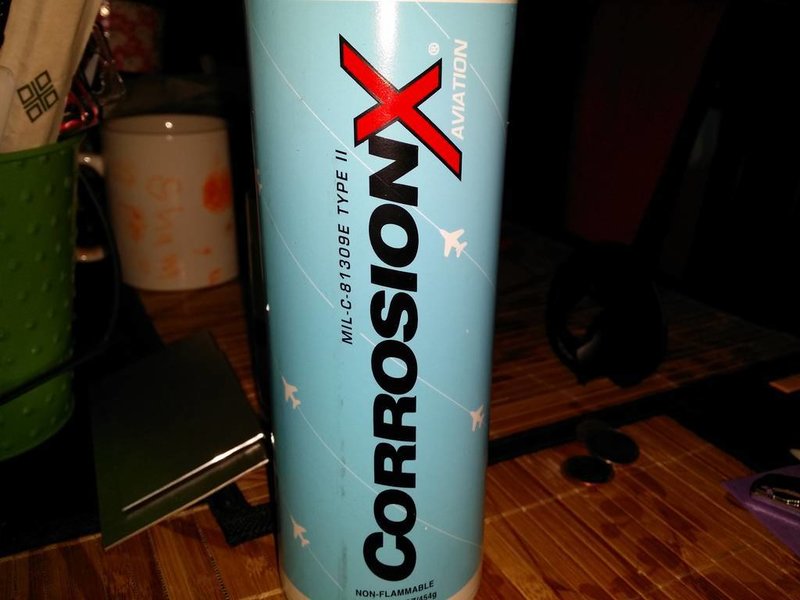 CORROSIONX®
AVIATION
MIL-C-81309E TYPE II
NON-FLAMMABLE